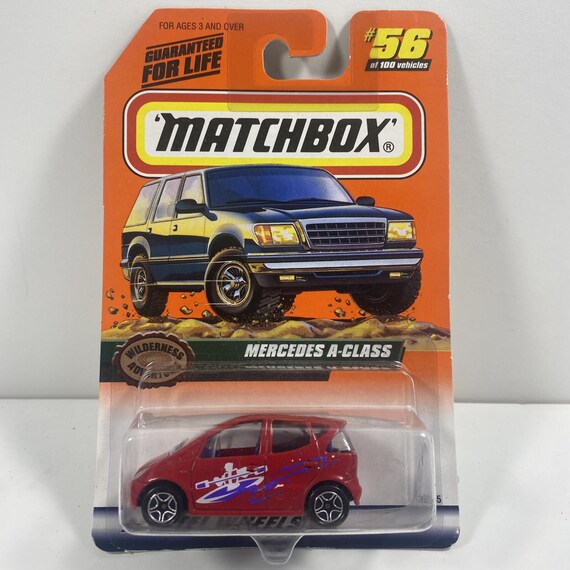 FOR AGES 3 AND OVER
GUARANTEED
FOR LIFE
#56
of 100 vehicles
'MATCHBOX'®
MERCEDES A-CLASS
WILDERNESS